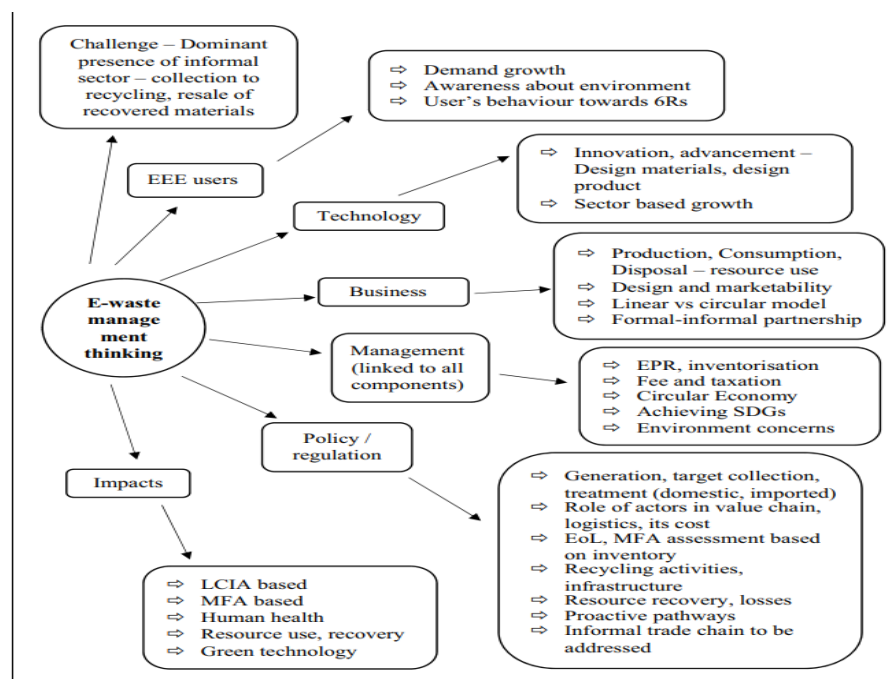 Challenge – Dominant
presence of informal
sector – collection to
recycling, resale of
recovered materials
⇨ Demand growth
⇨ Awareness about environment
⇨ User's behaviour towards 6Rs
EEE users
⇨ Innovation, advancement –
Design materials, design
product
⇨ Sector based growth
Technology
⇨ Production, Consumption,
Disposal – resource use
⇨ Design and marketability
⇨ Linear vs circular model
⇨ Formal-informal partnership
Business
E-waste
manage
ment
thinking
Management
(linked to all
components)
⇨ EPR, inventorisation
⇨ Fee and taxation
⇨ Circular Economy
⇨ Achieving SDGs
⇨ Environment concerns
Policy /
regulation
⇨ Generation, target collection,
treatment (domestic, imported)
⇨ Role of actors in value chain,
logistics, its cost
⇨ EoL, MFA assessment based
on inventory
⇨ Recycling activities,
infrastructure
⇨ Resource recovery, losses
⇨ Proactive pathways
⇨ Informal trade chain to be
addressed
Impacts
⇨ LCIA based
⇨ MFA based
⇨ Human health
⇨ Resource use, recovery
⇨ Green technology